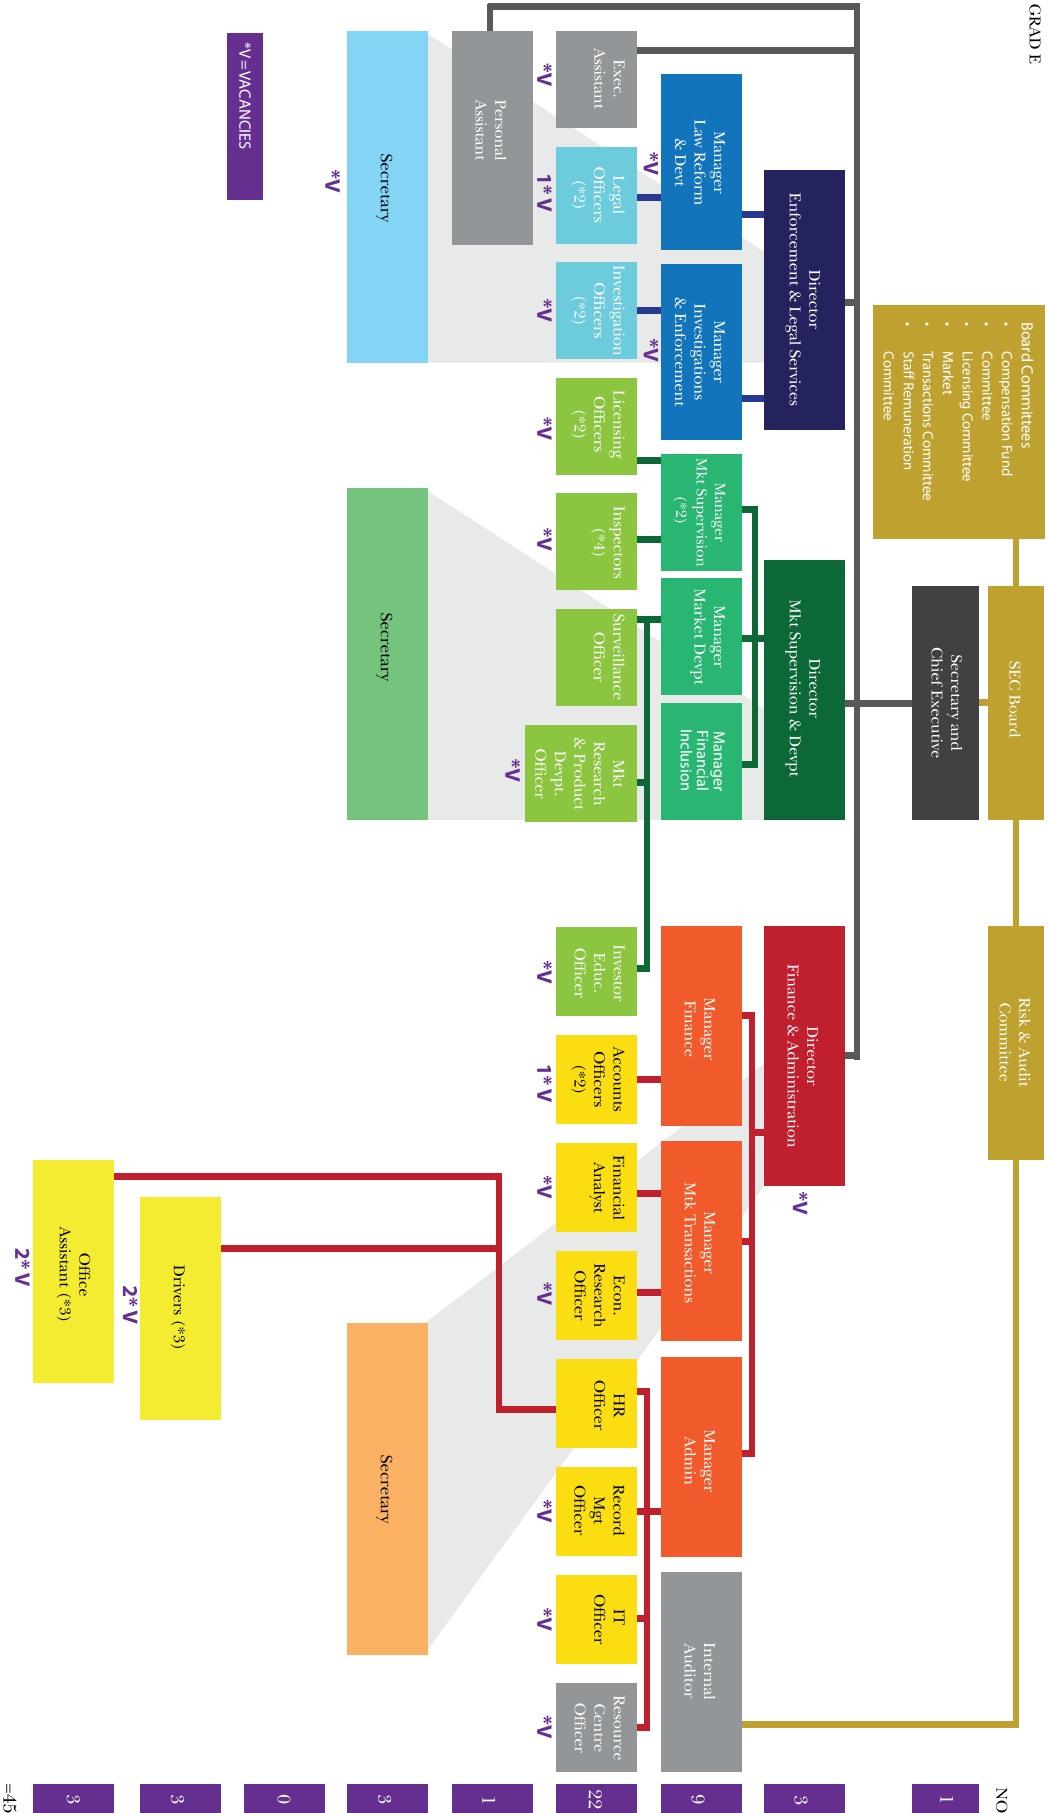 GRAD E
NO
Board Committees
• Compensation Fund
• Committee
• Licensing Committee
• Market
• Transactions Committee
• Staff Remuneration
• Committee
SEC Board
Risk & Audit
Committee
Secretary and
Chief Executive
1
Director
Enforcement & Legal Services
Director
Mkt Supervision & Devpt
Director
Finance & Administration
*V
3
Manager
Law Reform
& Devt
*V
Manager
Investigations
& Enforcement
*V
Manager
Mkt Supervision
(*2)
Manager
Market Devpt
Manager
Financial
Inclusion
Manager
Finance
Manager
Mtk Transactions
Manager
Admin
Internal
Auditor
9
Exec.
Assistant
*V
Legal
Officers
(*2)
1*V
Investigation
Officers
(*2)
*V
Licensing
Officers
(*2)
*V
Inspectors
(*4)
*V
Surveillance
Officer
Mkt
Research
& Product
Devpt.
Officer
*V
Investor
Educ.
Officer
*V
Accounts
Officers
(*2)
1*V
Financial
Analyst
*V
Econ.
Research
Officer
*V
HR
Officer
Record
Mgt
Officer
*V
IT
Officer
*V
Resource
Centre
Officer
*V
22
Personal
Assistant
1
Secretary
*V
Secretary
Secretary
3
*V=VACANCIES
0
Drivers (*3)
2*V
3
Office
Assistant (*3)
2*V
3
=45